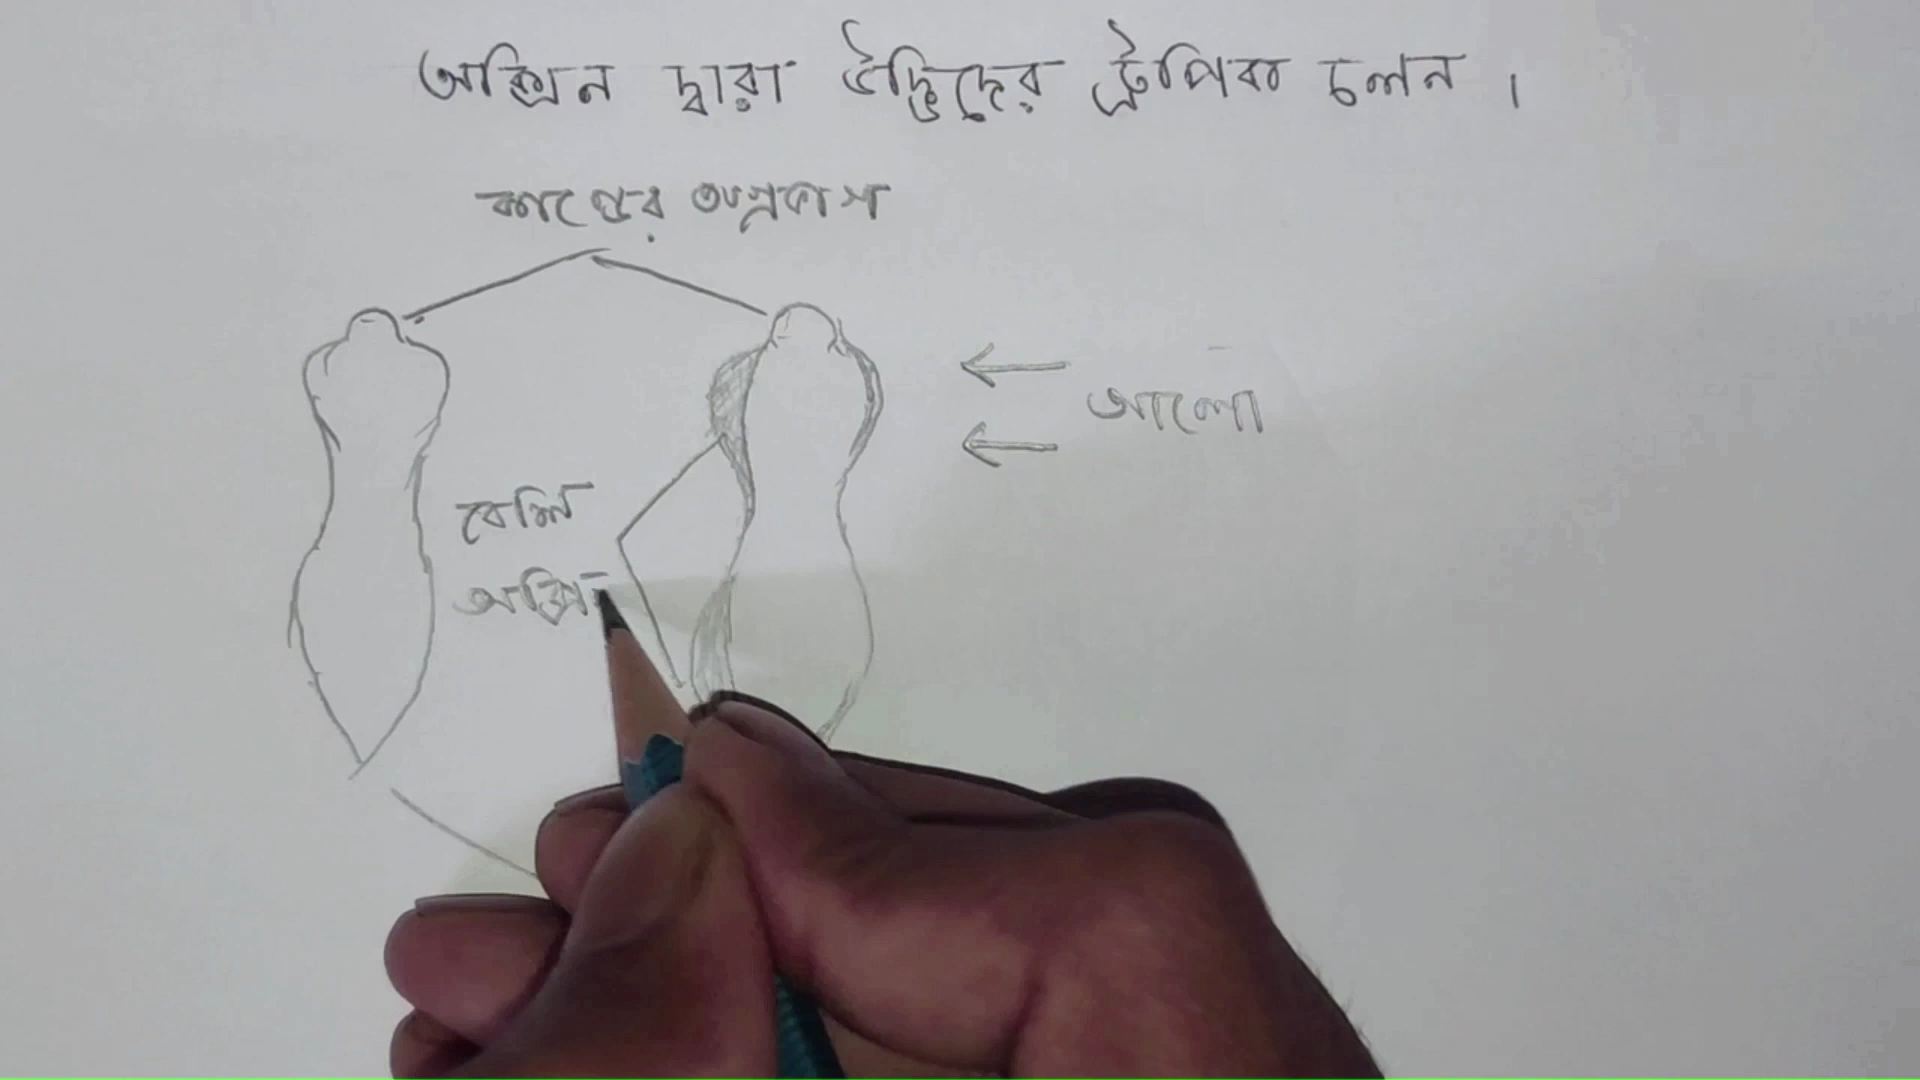 অক্সিন দ্বারা উদ্ভিদের ট্রপিক চলন ।
কাণ্ডের অগ্রভাগ
আলো
বেশি
অক্সি